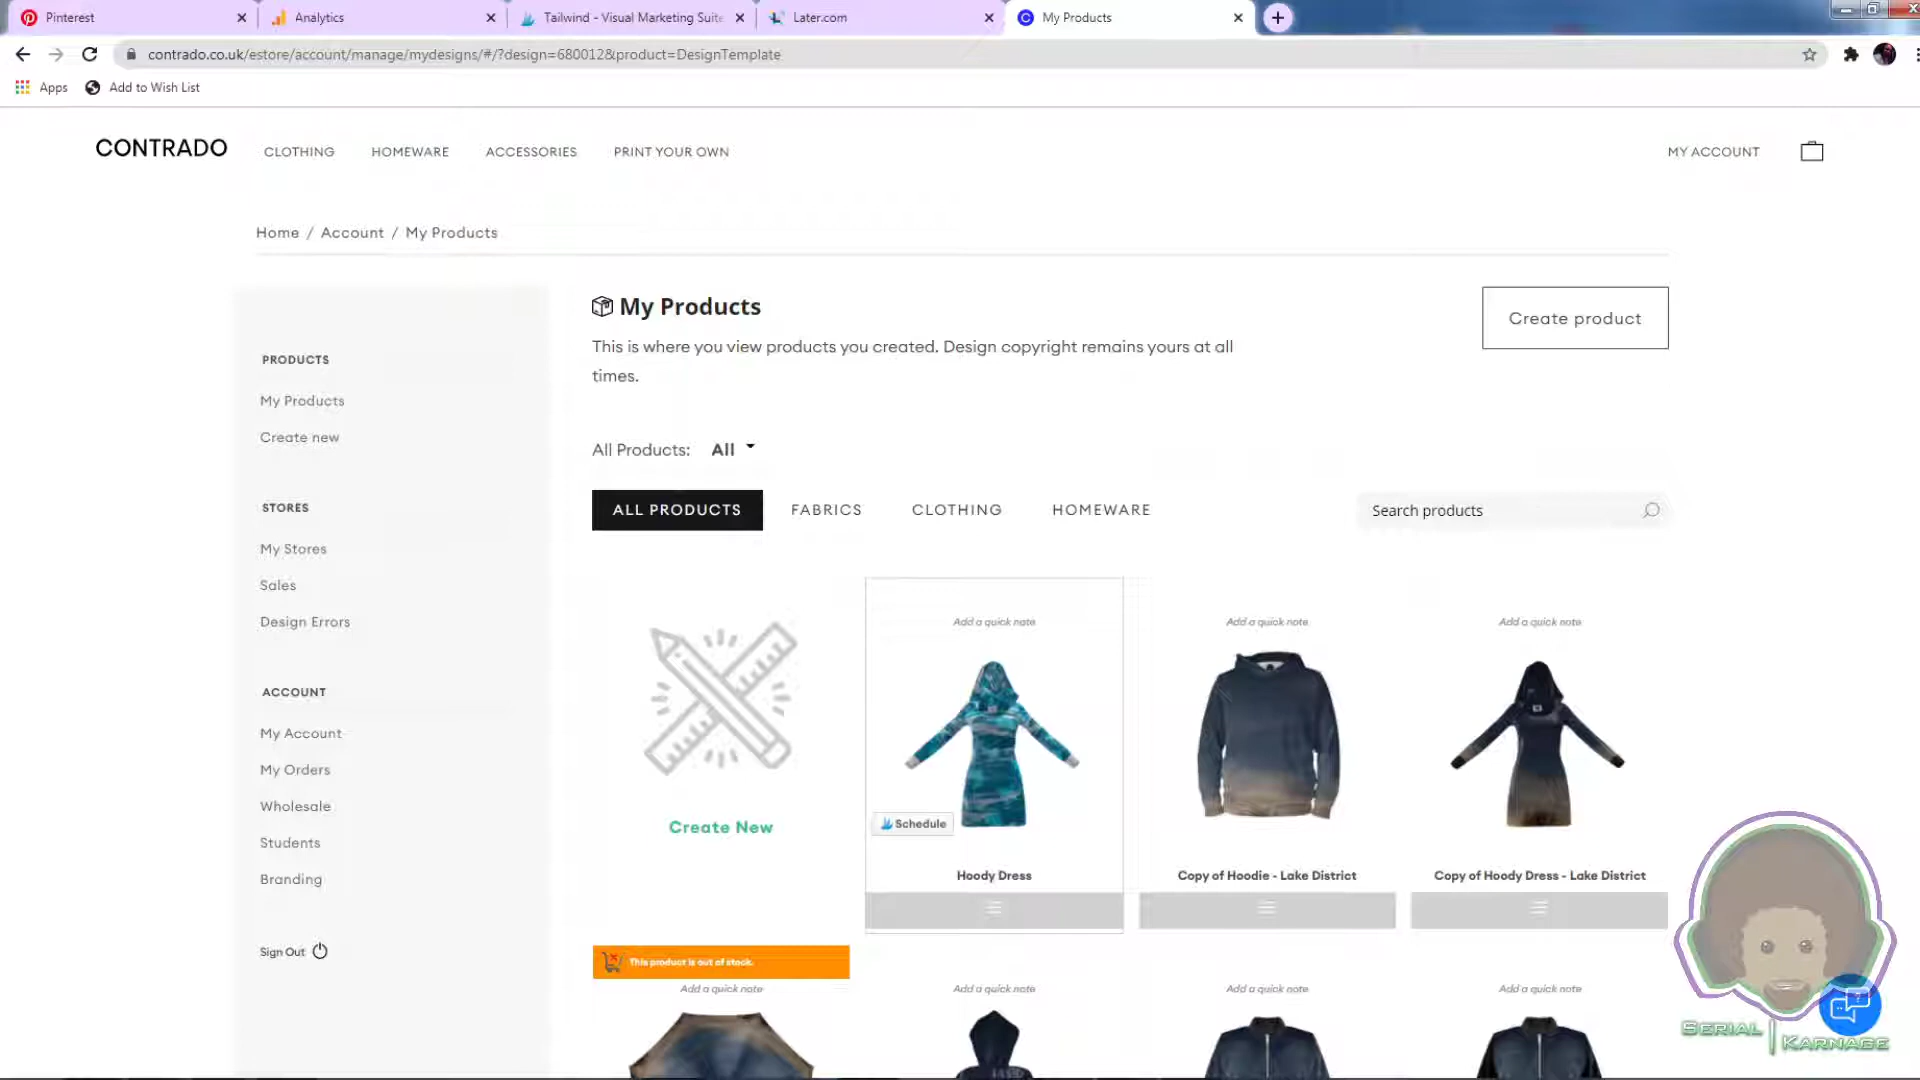 Pinterest
Analytics
Tailwind - Visual Marketing Suite
Later.com
My Products
contrado.co.uk/estore/account/manage/mydesigns/#/?design=680012&product=DesignTemplate
Apps
Add to Wish List
CONTRADO
CLOTHING
HOMEWARE
ACCESSORIES
PRINT YOUR OWN
MY ACCOUNT
Home / Account / My Products
PRODUCTS
My Products
Create new
STORES
My Stores
Sales
Design Errors
ACCOUNT
My Account
My Orders
Wholesale
Students
Branding
Sign Out
My Products
This is where you view products you created. Design copyright remains yours at all
times.
Create product
All Products: All
ALL PRODUCTS
FABRICS
CLOTHING
HOMEWARE
Search products
Create New
Add a quick note
Schedule
Hoody Dress
Add a quick note
Copy of Hoodie - Lake District
Add a quick note
Copy of Hoody Dress - Lake District
This product is out of stock.
Add a quick note
Add a quick note
Add a quick note
Add a quick note
SERIAL
KARNAGE